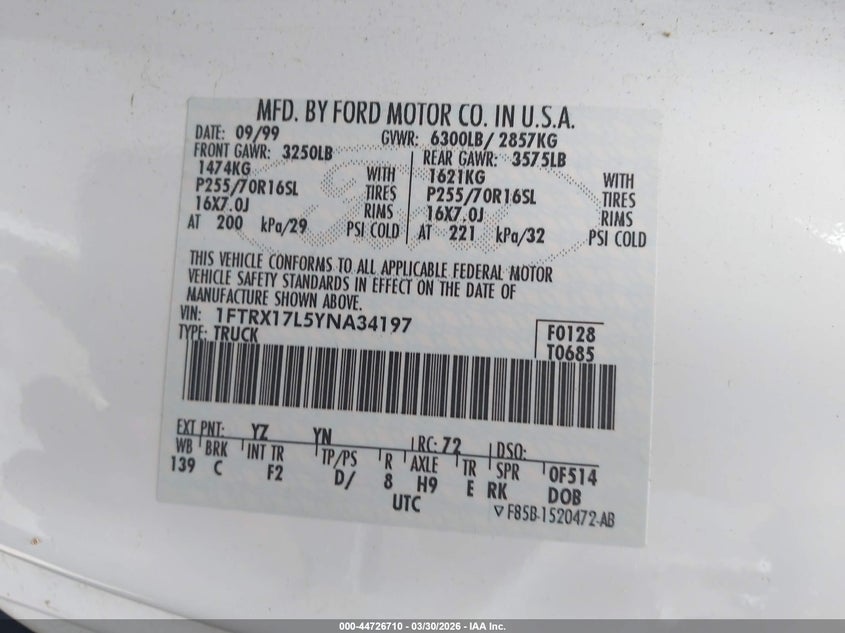 MFD. BY FORD MOTOR CO. IN U.S.A.
DATE: 09/99 GVWR: 6300LB/ 2857KG
FRONT GAWR: 3250LB REAR GAWR: 3575LB
1474KG WITH 1621KG WITH
P255/70R16SL TIRES P255/70R16SL TIRES
16X7.0J RIMS 16X7.0J RIMS
AT 200 kPa/29 PSI COLD AT 221 kPa/32 PSI COLD
THIS VEHICLE CONFORMS TO ALL APPLICABLE FEDERAL MOTOR
VEHICLE SAFETY STANDARDS IN EFFECT ON THE DATE OF
MANUFACTURE SHOWN ABOVE.
VIN: 1FTRX17L5YNA34197 F0128
TYPE: TRUCK T0685
EXT PNT: YZ YN RC: 72 DSO:
WB BRK INT TR TP/PS R AXLE TR SPR 0F514
139 C F2 D/ 8 H9 E RK DOB
UTC ▽F85B-1520472-AB
000-44726710 - 03/30/2026 - IAA Inc.